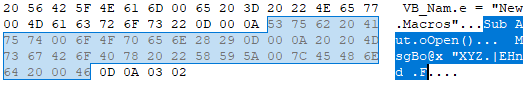 20 56 42 5F 4E 61 6D 00 65 20 3D 20 22 4E 65 77  VB_Nam.e = "New
00 4D 61 63 72 6F 73 22 0D 00 0A 53 75 62 20 41 .Macros"...Sub A
75 74 00 6F 4F 70 65 6E 28 29 0D 00 0A 20 20 4D ut.oOpen()...  M
73 67 42 6F 40 78 20 22 58 59 5A 00 7C 45 48 6E sgBo@x "XYZ.|EHn
64 20 00 46 0D 0A 03 02 d .F....